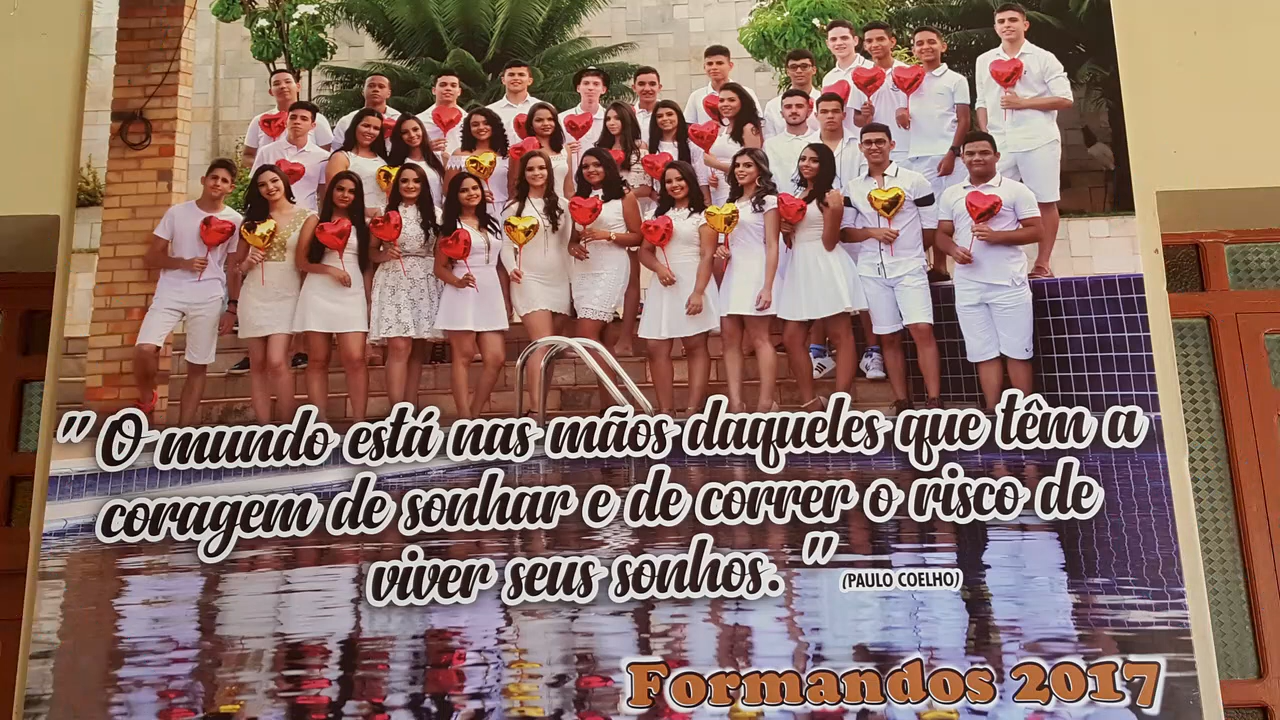 " O mundo está nas mãos daqueles que têm a
coragem de sonhar e de correr o risco de
viver seus sonhos. "
(PAULO COELHO)
Formandos 2017